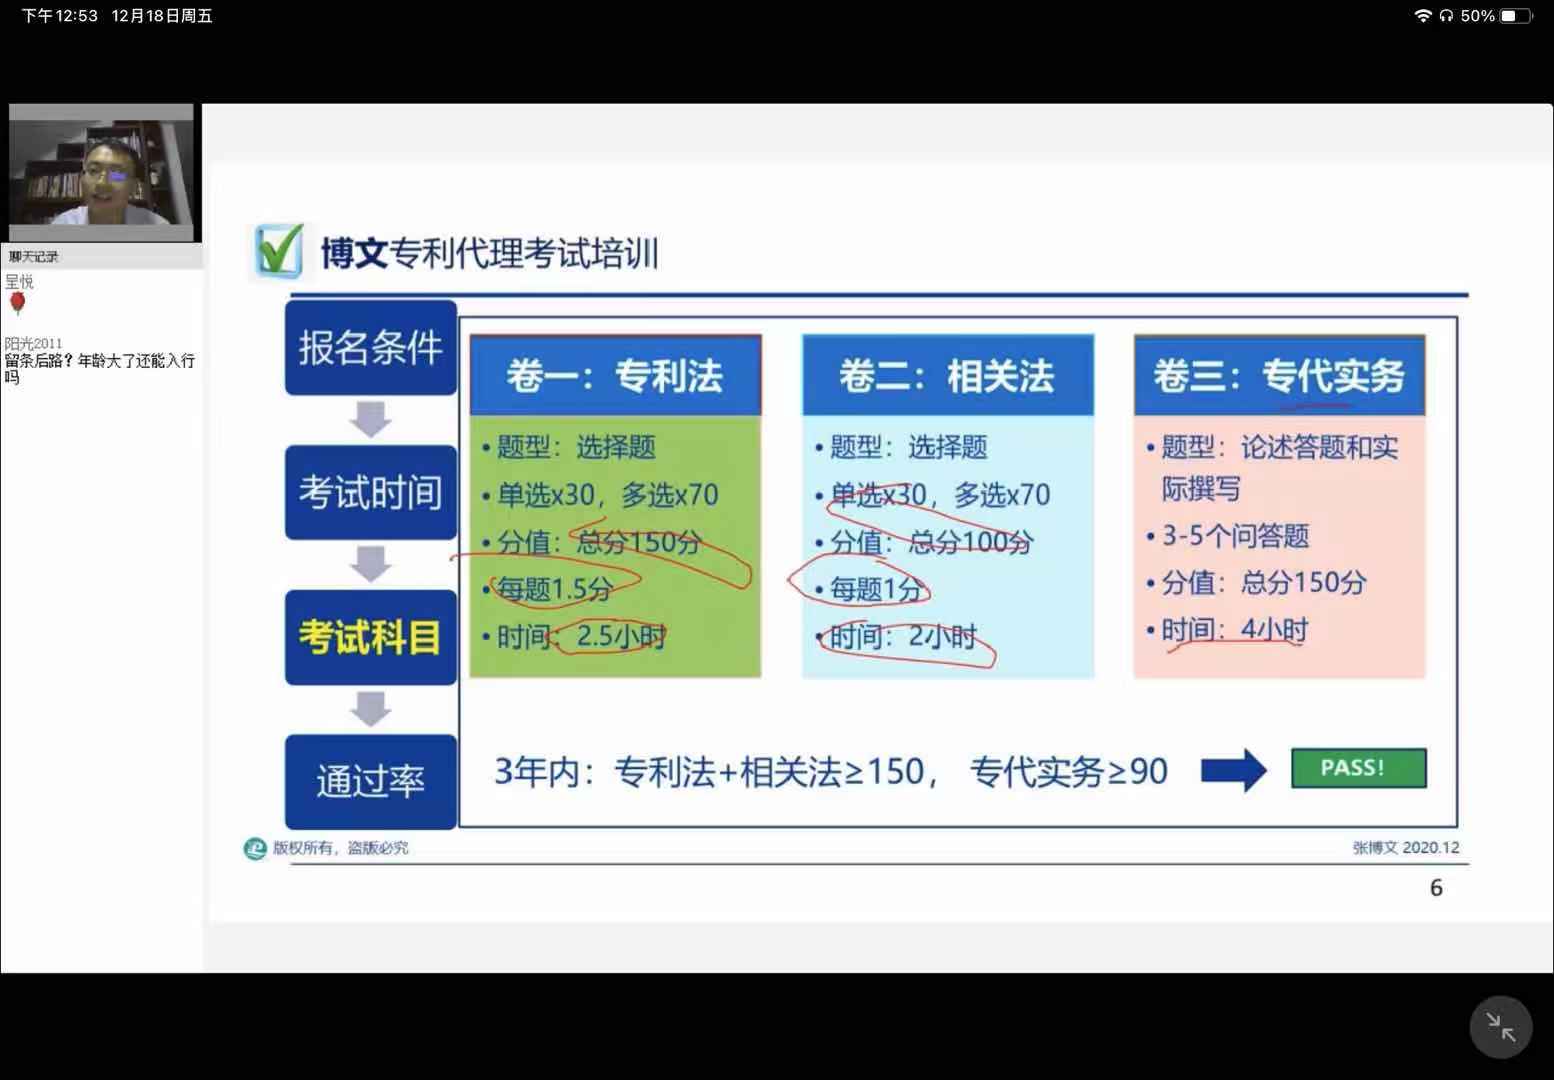 下午12:53 12月18日周五
50%
聊天记录
呈悦
阳光2011
留条后路？年龄大了还能入行
吗
博文专利代理考试培训
报名条件
考试时间
考试科目
通过率
卷一：专利法
• 题型：选择题
• 单选x30，多选x70
• 分值：总分150分
• 每题1.5分
• 时间：2.5小时
卷二：相关法
• 题型：选择题
• 单选x30，多选x70
• 分值：总分100分
• 每题1分
• 时间：2小时
卷三：专代实务
• 题型：论述答题和实
际撰写
• 3-5个问答题
• 分值：总分150分
• 时间：4小时
3年内：专利法+相关法≥150， 专代实务≥90
PASS!
版权所有，盗版必究
张博文 2020.12
6